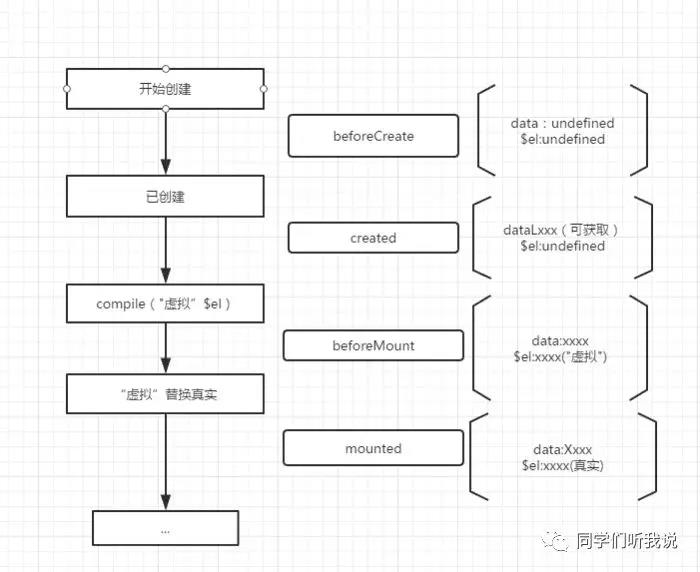 开始创建
beforeCreate
data：undefined
$el:undefined
已创建
created
dataLxxx（可获取）
$el:undefined
compile（"虚拟“$el）
beforeMount
data:xxxx
$el:xxxx("虚拟")
“虚拟”替换真实
mounted
data:Xxxx
$el:xxxx(真实)
...
同学们听我说